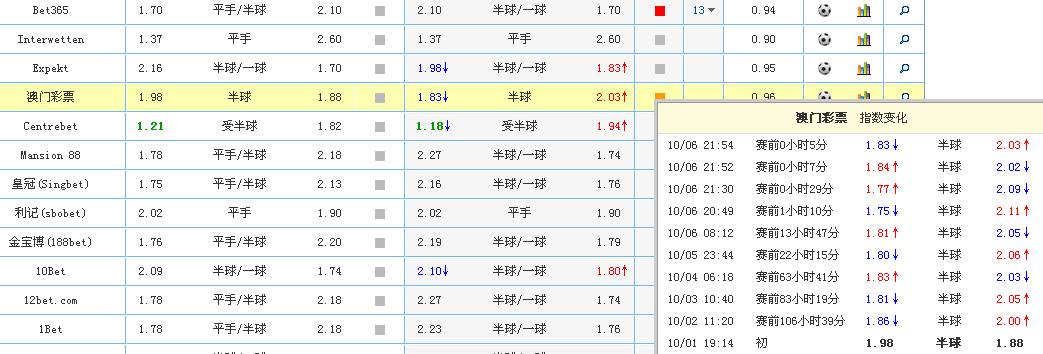 Bet365 1.70 平手/半球 2.10 2.10 半球/一球 1.70 13 0.94
Interwetten 1.37 平手 2.60 1.37 平手 2.60 0.90
Expekt 2.16 半球/一球 1.70 1.98↓ 半球/一球 1.83↑ 0.95
澳门彩票 1.98 半球 1.88 1.83↓ 半球 2.03↑ 0.96
Centrebet 1.21 受半球 1.82 1.18↓ 受半球 1.94↑
Mansion 88 1.78 平手/半球 2.18 2.27 半球/一球 1.74
皇冠(Singbet) 1.75 平手/半球 2.13 2.16 半球/一球 1.76
利记(sbobet) 2.02 平手 1.90 2.02 平手 1.90
金宝博(188bet) 1.76 平手/半球 2.20 2.19 半球/一球 1.79
10Bet 2.09 半球/一球 1.74 2.10↓ 半球/一球 1.80↑
12bet.com 1.78 平手/半球 2.18 2.27 半球/一球 1.74
1Bet 1.78 平手/半球 2.18 2.23 半球/一球 1.76
澳门彩票 指数变化
10/06 21:54 赛前0小时5分 1.83↓ 半球 2.03↑
10/06 21:52 赛前0小时7分 1.84↑ 半球 2.02↓
10/06 21:30 赛前0小时29分 1.77↑ 半球 2.09↓
10/06 20:49 赛前1小时10分 1.75↓ 半球 2.11↑
10/06 08:12 赛前13小时47分 1.81↑ 半球 2.05↓
10/05 23:44 赛前22小时15分 1.80↓ 半球 2.06↑
10/04 06:18 赛前63小时41分 1.83↑ 半球 2.03↓
10/03 10:40 赛前83小时19分 1.81↓ 半球 2.05↑
10/02 11:20 赛前106小时39分 1.86↓ 半球 2.00↑
10/01 19:14 初 1.98 半球 1.88